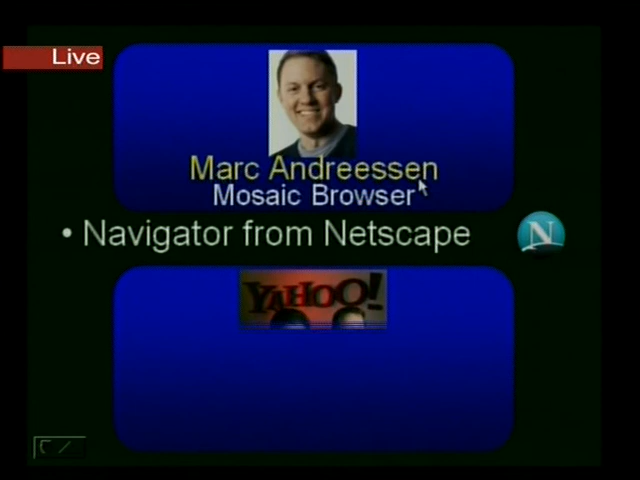 Live
Marc Andreessen
Mosaic Browser
• Navigator from Netscape
N
YAHOO!